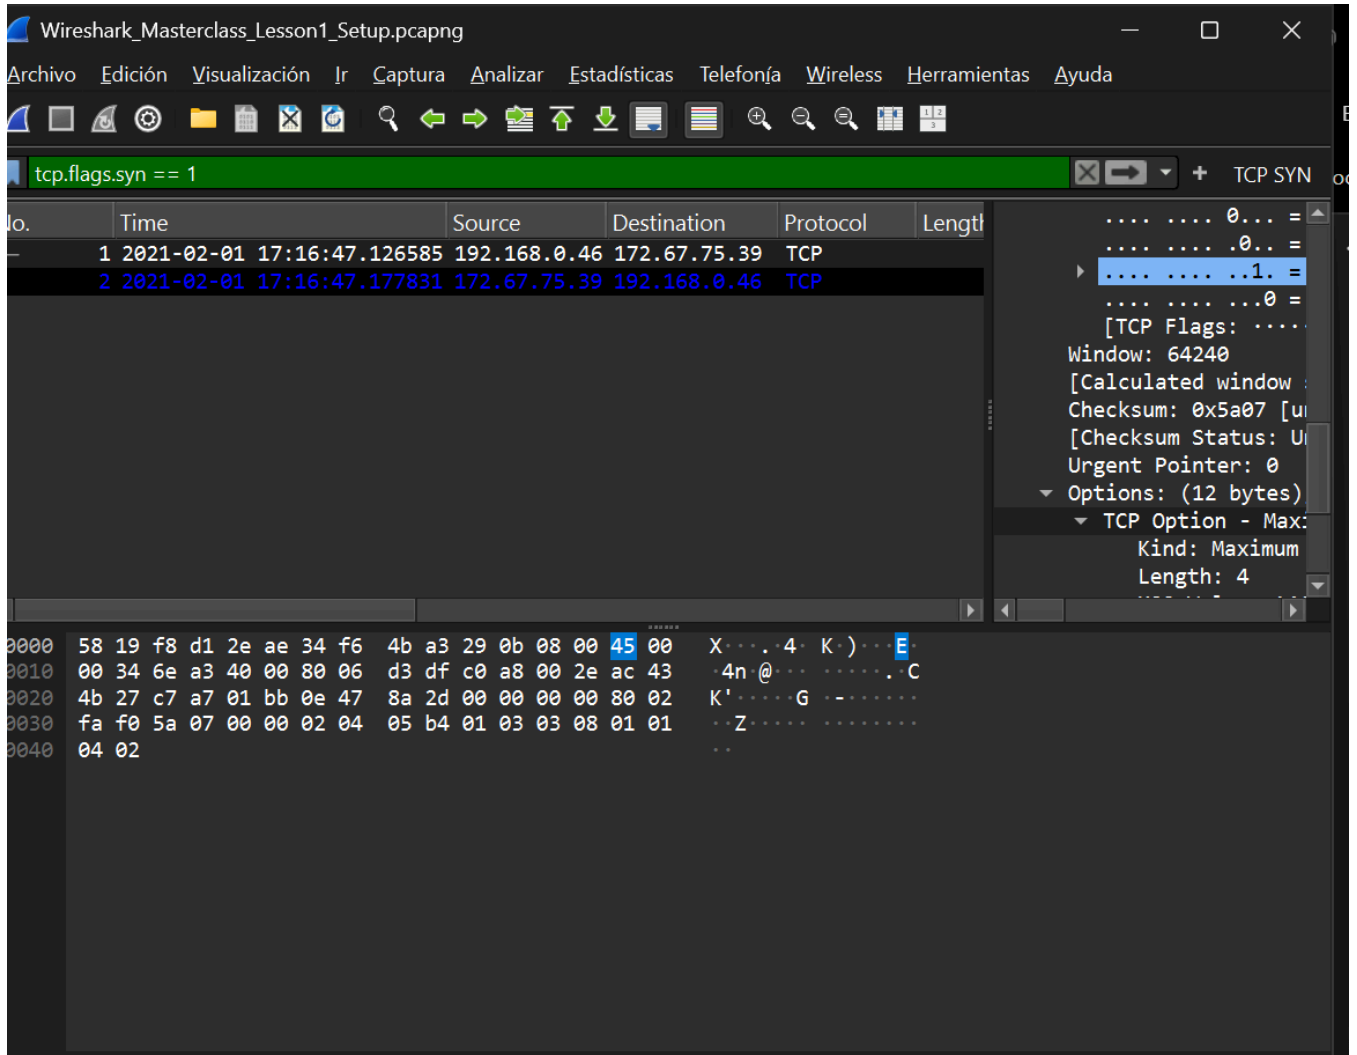 Wireshark_Masterclass_Lesson1_Setup.pcapng
Archivo Edición Visualización Ir Captura Analizar Estadísticas Telefonía Wireless Herramientas Ayuda
tcp.flags.syn == 1
TCP SYN
No. Time Source Destination Protocol Length
1 2021-02-01 17:16:47.126585 192.168.0.46 172.67.75.39 TCP
2 2021-02-01 17:16:47.177831 172.67.75.39 192.168.0.46 TCP
.... .... 0... =
.... .... .0.. =
.... .... ..1. =
.... .... ...0 =
[TCP Flags: ·····
Window: 64240
[Calculated window
Checksum: 0x5a07 [u
[Checksum Status: U
Urgent Pointer: 0
Options: (12 bytes)
TCP Option - Maxi
Kind: Maximum
Length: 4
0000 58 19 f8 d1 2e ae 34 f6 4b a3 29 0b 08 00 45 00 X···.·4· K·)···E·
0010 00 34 6e a3 40 00 80 06 d3 df c0 a8 00 2e ac 43 ·4n·@··· ·····.·C
0020 4b 27 c7 a7 01 bb 0e 47 8a 2d 00 00 00 00 80 02 K'·····G ·-······
0030 fa f0 5a 07 00 00 02 04 05 b4 01 03 03 08 01 01 ··Z····· ········
0040 04 02 ··